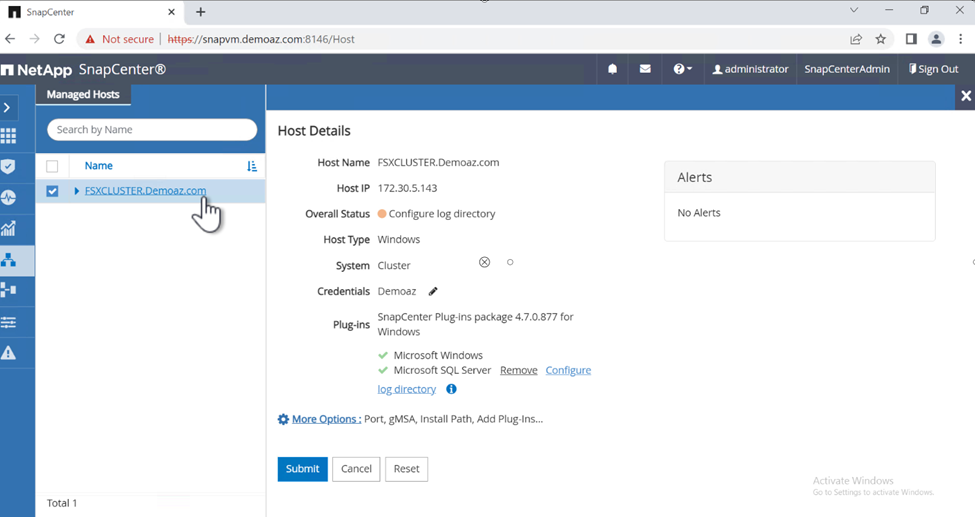 SnapCenter
Not secure | https://snapvm.demoaz.com:8146/Host
NetApp SnapCenter®
administrator SnapCenterAdmin Sign Out
Managed Hosts
Search by Name
Name
FSXCLUSTER.Demoaz.com
Total 1
Host Details
Host Name FSXCLUSTER.Demoaz.com
Host IP 172.30.5.143
Overall Status Configure log directory
Host Type Windows
System Cluster
Credentials Demoaz
Plug-ins SnapCenter Plug-ins package 4.7.0.877 for
Windows
Microsoft Windows
Microsoft SQL Server Remove Configure
log directory
More Options : Port, gMSA, Install Path, Add Plug-Ins...
Submit Cancel Reset
Alerts
No Alerts
Activate Windows
Go to Settings to activate Windows.